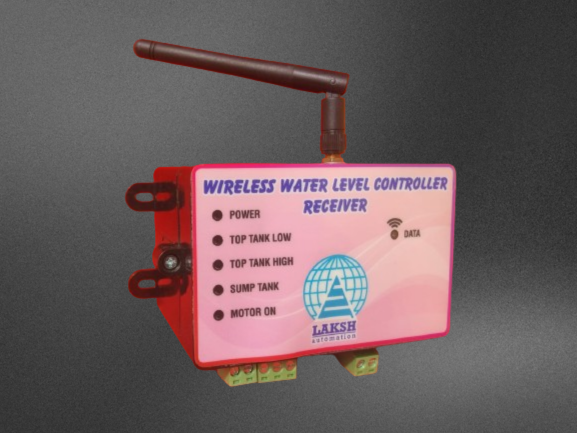 WIRELESS WATER LEVEL CONTROLLER
RECEIVER
POWER
TOP TANK LOW
TOP TANK HIGH
SUMP TANK
MOTOR ON
DATA
LAKSH
automation